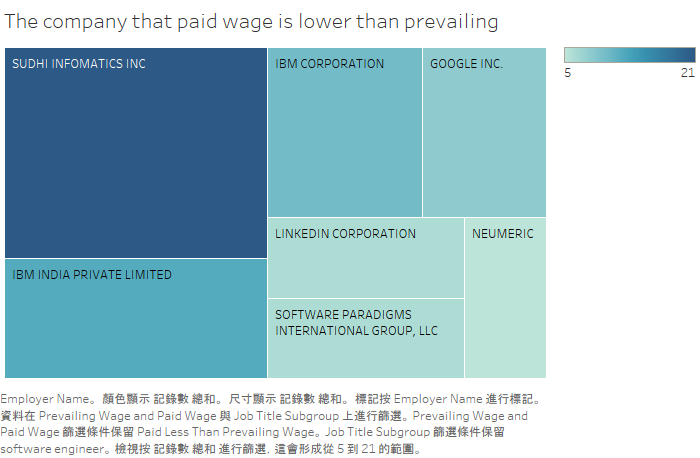 The company that paid wage is lower than prevailing
SUDHI INFOMATICS INC
IBM CORPORATION
GOOGLE INC.
5
21
LINKEDIN CORPORATION
NEUMERIC
IBM INDIA PRIVATE LIMITED
SOFTWARE PARADIGMS
INTERNATIONAL GROUP, LLC
Employer Name。 顏色顯示 記錄數 總和。 尺寸顯示 記錄數 總和。 標記按 Employer Name 進行標記。
資料在 Prevailing Wage and Paid Wage 與 Job Title Subgroup 上進行篩選。 Prevailing Wage and
Paid Wage 篩選條件保留 Paid Less Than Prevailing Wage。 Job Title Subgroup 篩選條件保留
software engineer。 檢視按 記錄數 總和 進行篩選，這會形成從 5 到 21 的範圍。